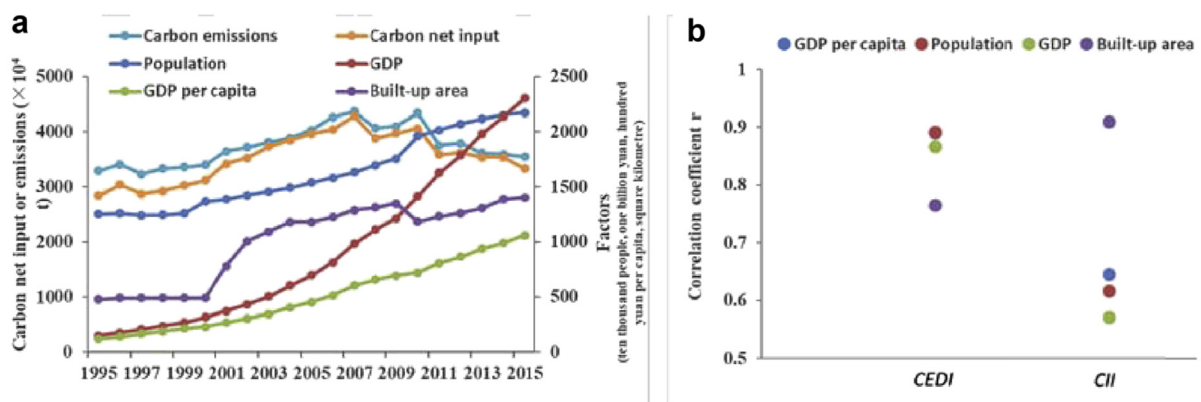 a
Carbon emissions
Carbon net input
Population
GDP
GDP per capita
Built-up area
Carbon net input or emissions (×10⁴
t)
5000
4000
3000
2000
1000
0
2500
2000
1500
1000
500
0
Factors
(ten thousand people, one billion yuan, hundred
yuan per capita, square kilometre)
1995 1997 1999 2001 2003 2005 2007 2009 2011 2013 2015
b
GDP per capita Population GDP Built-up area
Correlation coefficient r
1
0.9
0.8
0.7
0.6
0.5
CEDI CII